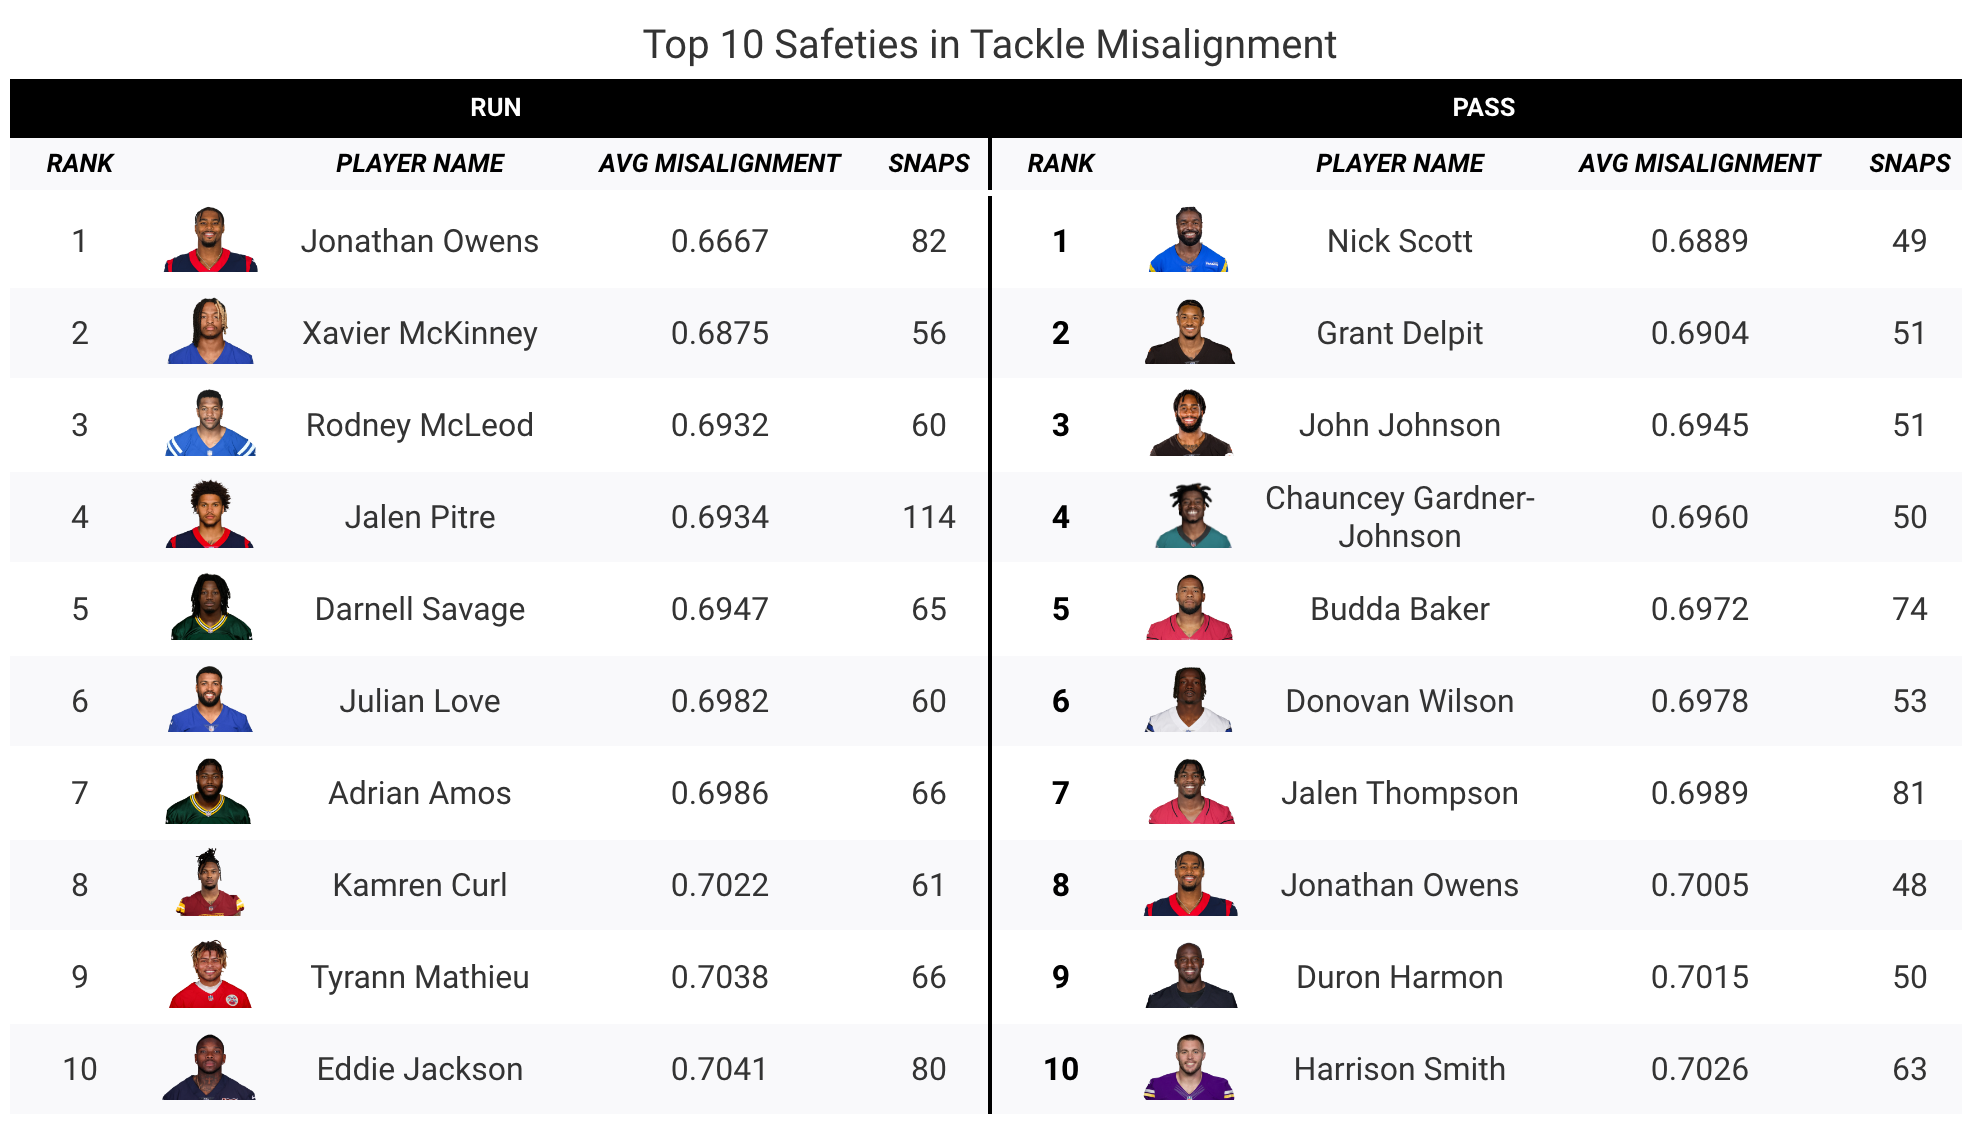 Top 10 Safeties in Tackle Misalignment
RUN PASS
RANK PLAYER NAME AVG MISALIGNMENT SNAPS RANK PLAYER NAME AVG MISALIGNMENT SNAPS
1 Jonathan Owens 0.6667 82 1 Nick Scott 0.6889 49
2 Xavier McKinney 0.6875 56 2 Grant Delpit 0.6904 51
3 Rodney McLeod 0.6932 60 3 John Johnson 0.6945 51
4 Jalen Pitre 0.6934 114 4 Chauncey Gardner-
Johnson 0.6960 50
5 Darnell Savage 0.6947 65 5 Budda Baker 0.6972 74
6 Julian Love 0.6982 60 6 Donovan Wilson 0.6978 53
7 Adrian Amos 0.6986 66 7 Jalen Thompson 0.6989 81
8 Kamren Curl 0.7022 61 8 Jonathan Owens 0.7005 48
9 Tyrann Mathieu 0.7038 66 9 Duron Harmon 0.7015 50
10 Eddie Jackson 0.7041 80 10 Harrison Smith 0.7026 63